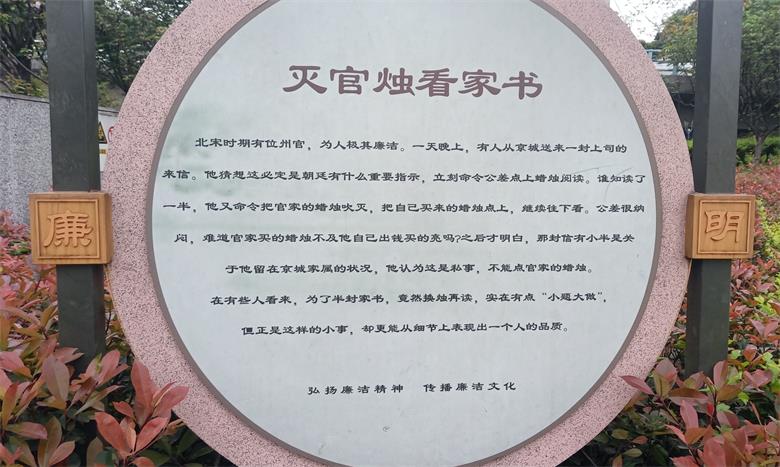 灭官烛看家书
北宋时期有位州官，为人极其廉洁。一天晚上，有人从京城送来一封上司的
来信。他猜想这必定是朝廷有什么重要指示，立刻命令公差点上蜡烛阅读。谁知读了
一半，他又命令把官家的蜡烛吹灭，把自己买来的蜡烛点上，继续往下看。公差很纳
闷，难道官家买的蜡烛不及他自己出钱买的亮吗?之后才明白，那封信有小半是关
于他留在京城家属的状况，他认为这是私事，不能点官家的蜡烛。
在有些人看来，为了半封家书，竟然换烛再读，实在有点“小题大做”，
但正是这样的小事，却更能从细节上表现出一个人的品质。
弘扬廉洁精神 传播廉洁文化
廉
明